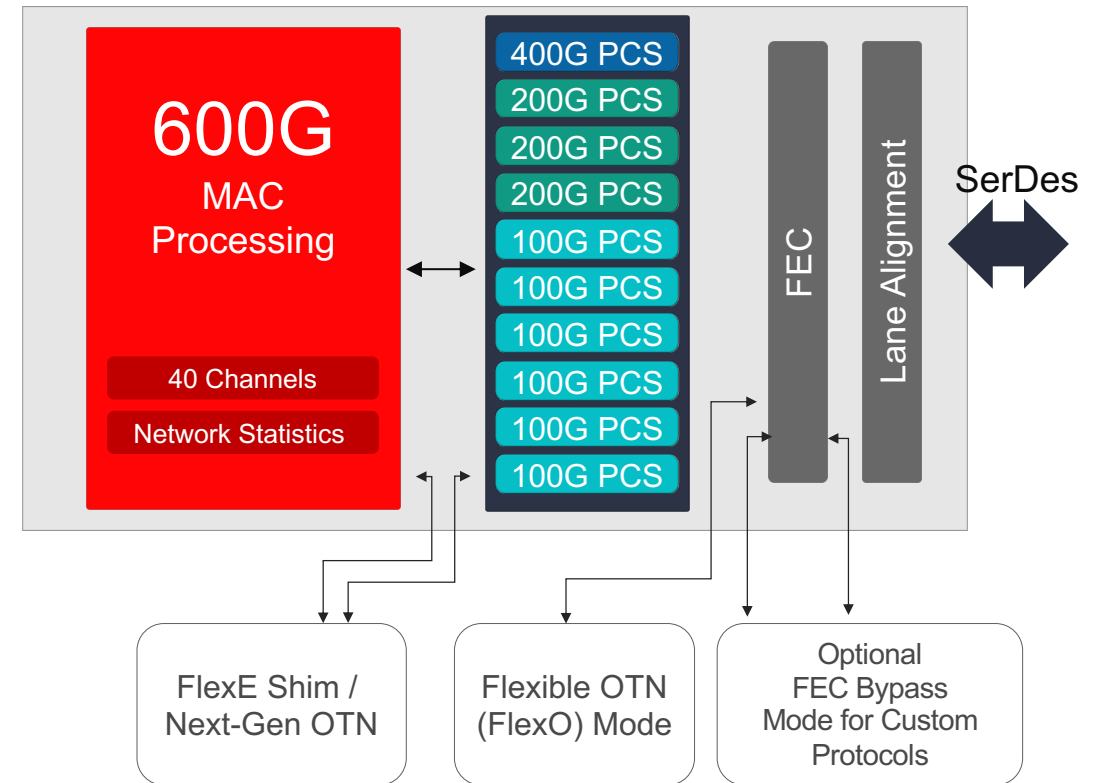 600G
MAC
Processing
40 Channels
Network Statistics
400G PCS
200G PCS
200G PCS
200G PCS
100G PCS
100G PCS
100G PCS
100G PCS
100G PCS
100G PCS
FEC
Lane Alignment
SerDes
FlexE Shim /
Next-Gen OTN
Flexible OTN
(FlexO) Mode
Optional
FEC Bypass
Mode for Custom
Protocols